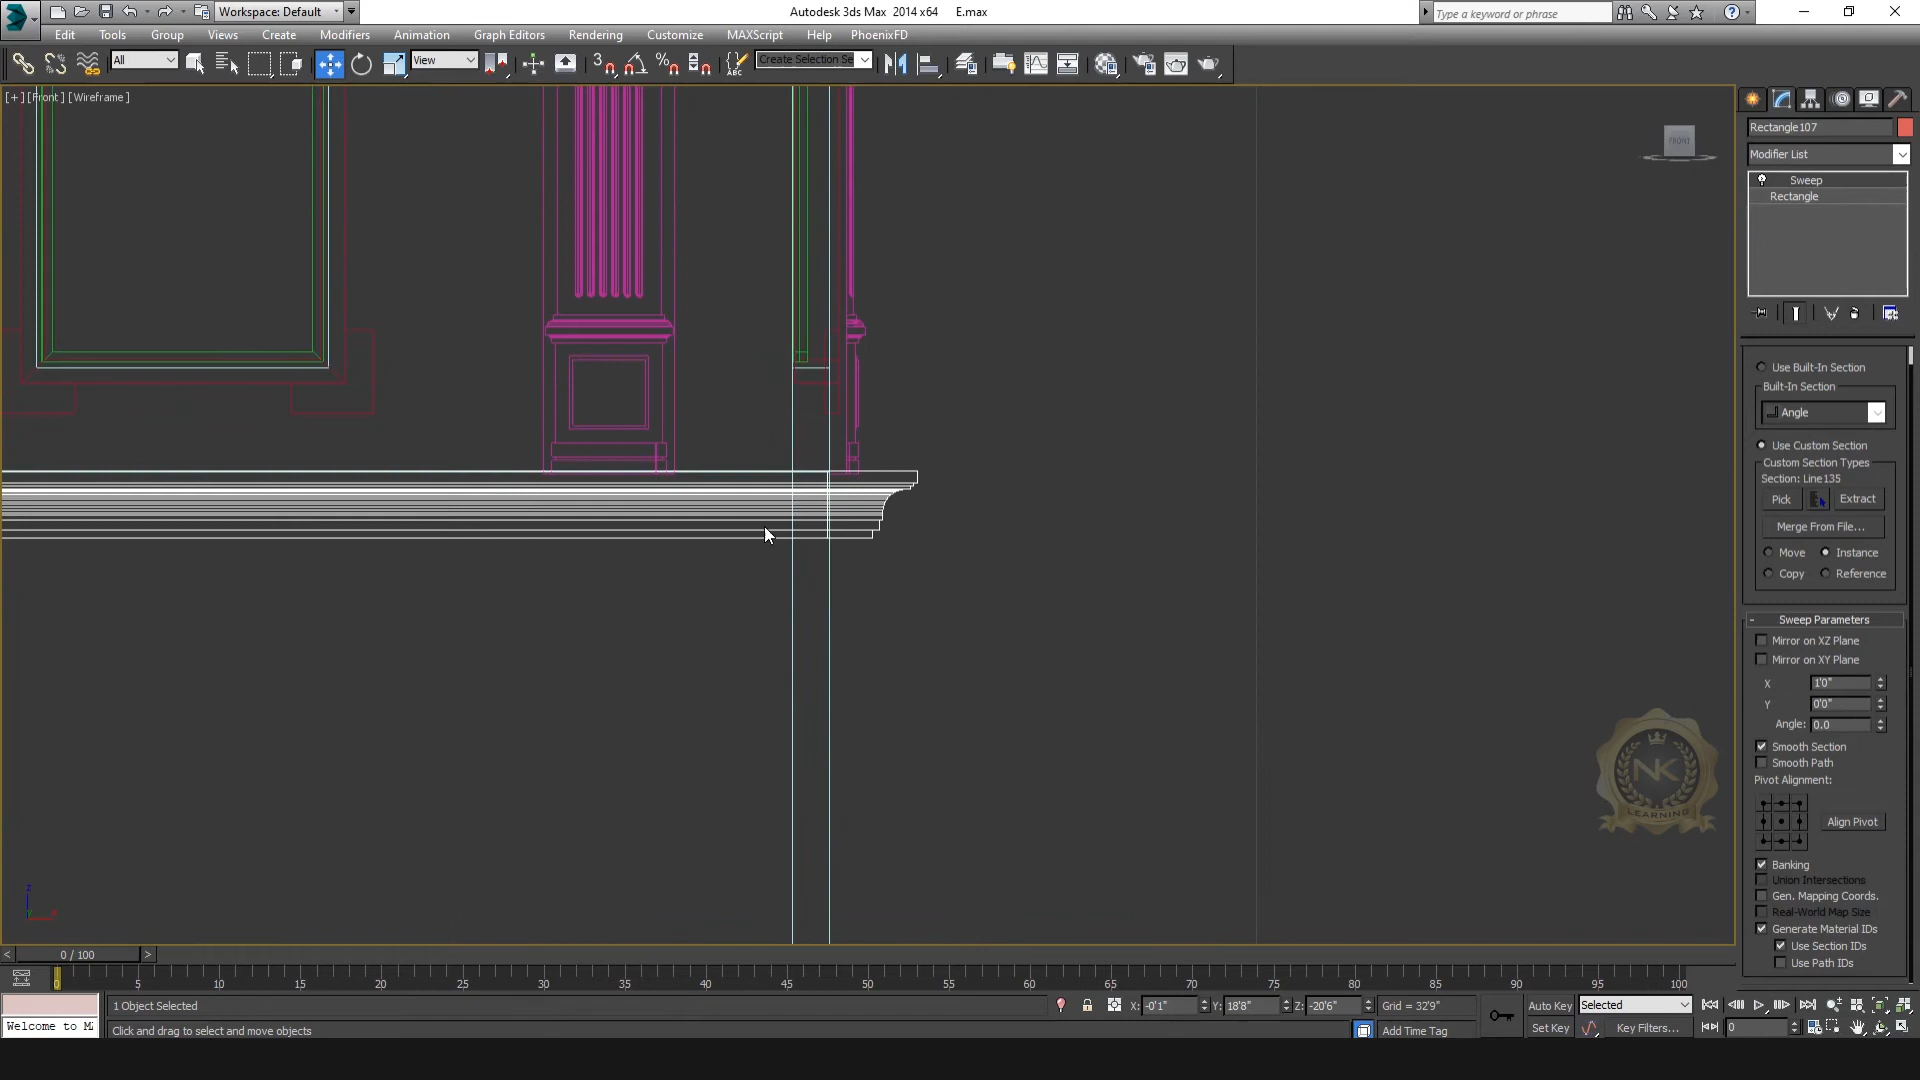 Workspace: Default
Autodesk 3ds Max 2014 x64 E.max
Type a keyword or phrase
Edit Tools Group Views Create Modifiers Animation Graph Editors Rendering Customize MAXScript Help PhoenixFD
All View Create Selection Se
[+] [Front] [Wireframe]
FRONT
Rectangle107
Modifier List
Sweep
Rectangle
Use Built-In Section
Built-In Section
Angle
Use Custom Section
Custom Section Types
Section: Line135
Pick Extract
Merge From File...
Move Instance
Copy Reference
- Sweep Parameters
Mirror on XZ Plane
Mirror on XY Plane
X 1'0"
Y 0'0"
Angle: 0.0
Smooth Section
Smooth Path
Pivot Alignment:
Align Pivot
Banking
Union Intersections
Gen. Mapping Coords.
Real-World Map Size
Generate Material IDs
Use Section IDs
Use Path IDs
NK
LEARNING
z
x
< 0 / 100 >
0 5 10 15 20 25 30 35 40 45 50 55 60 65 70 75 80 85 90 95 100
1 Object Selected X: -0'1" Y: 18'8" Z: -20'6" Grid = 32'9" Auto Key Selected
Welcome to M Click and drag to select and move objects Add Time Tag Set Key Key Filters... 0